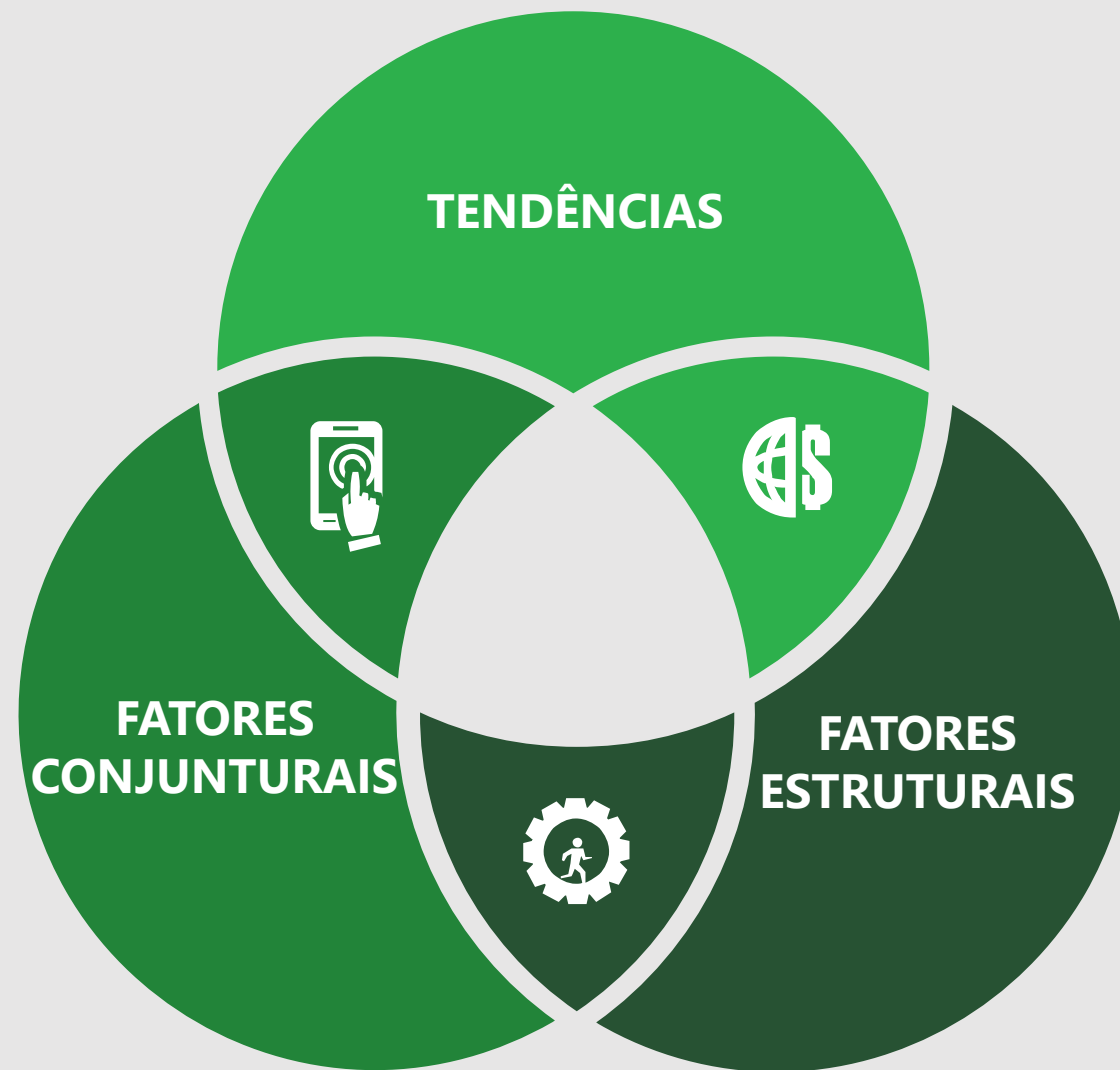 TENDÊNCIAS
FATORES
CONJUNTURAIS
FATORES
ESTRUTURAIS